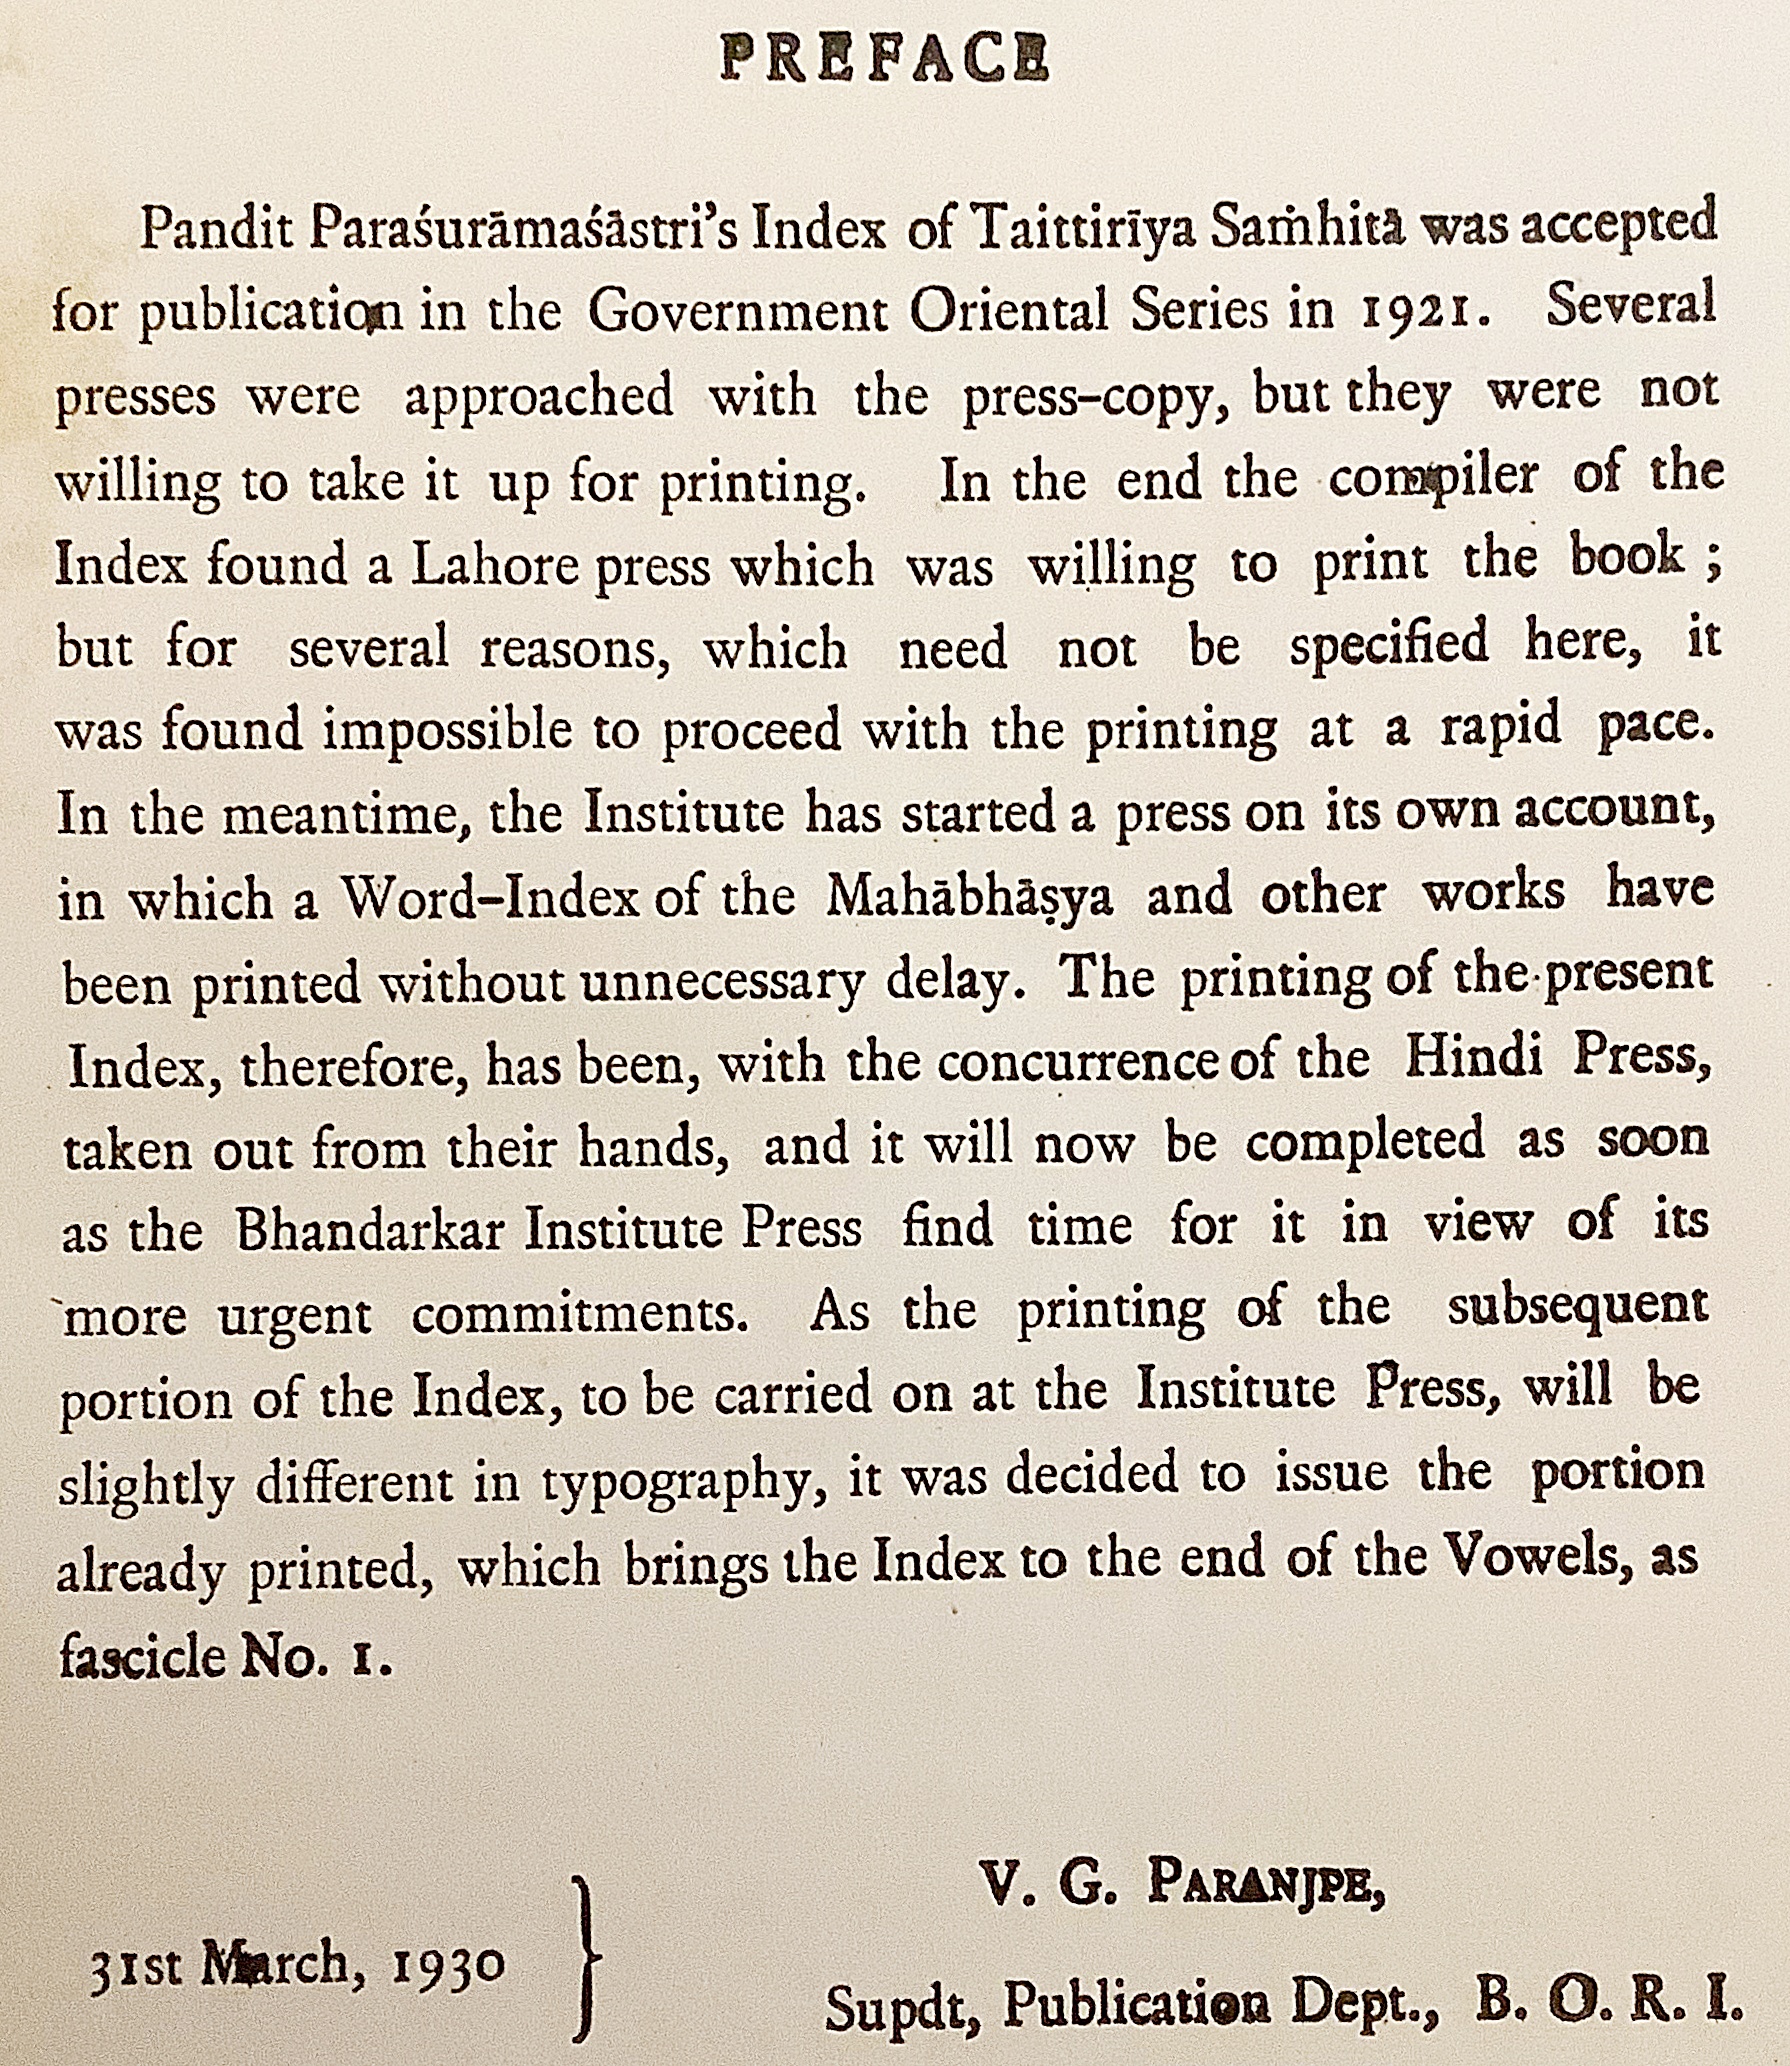 PREFACE
Pandit Paraśurāmaśāstri's Index of Taittirīya Saṁhitā was accepted
for publication in the Government Oriental Series in 1921. Several
presses were approached with the press-copy, but they were not
willing to take it up for printing. In the end the compiler of the
Index found a Lahore press which was willing to print the book ;
but for several reasons, which need not be specified here, it
was found impossible to proceed with the printing at a rapid pace.
In the meantime, the Institute has started a press on its own account,
in which a Word-Index of the Mahābhāṣya and other works have
been printed without unnecessary delay. The printing of the present
Index, therefore, has been, with the concurrence of the Hindi Press,
taken out from their hands, and it will now be completed as soon
as the Bhandarkar Institute Press find time for it in view of its
more urgent commitments. As the printing of the subsequent
portion of the Index, to be carried on at the Institute Press, will be
slightly different in typography, it was decided to issue the portion
already printed, which brings the Index to the end of the Vowels, as
fascicle No. 1.
V. G. PARANJPE,
31st March, 1930
Supdt, Publication Dept., B. O. R. I.